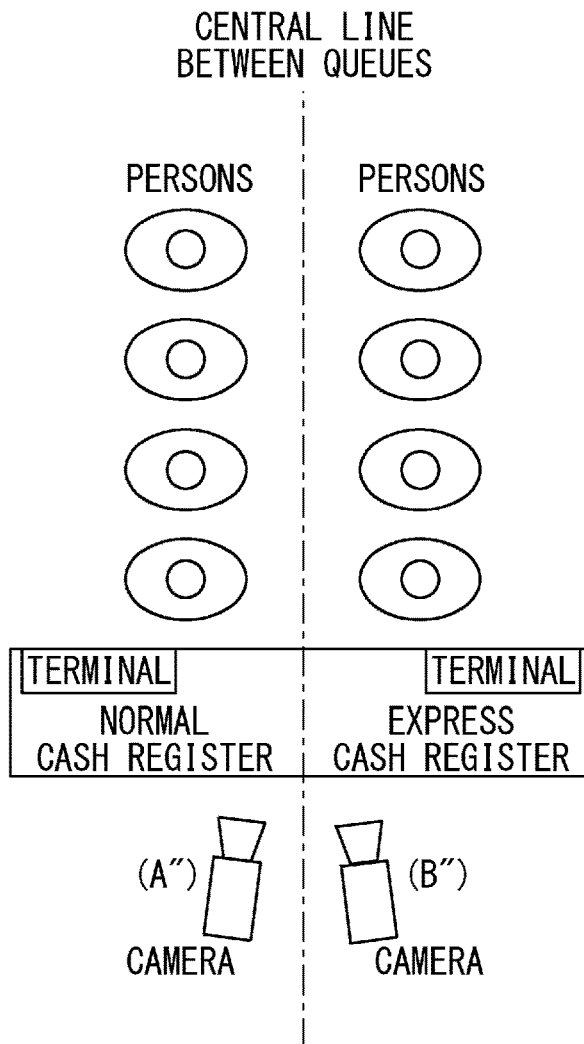 CENTRAL LINE
BETWEEN QUEUES
PERSONS PERSONS
TERMINAL TERMINAL
NORMAL
CASH REGISTER
EXPRESS
CASH REGISTER
(A″) (B″)
CAMERA CAMERA